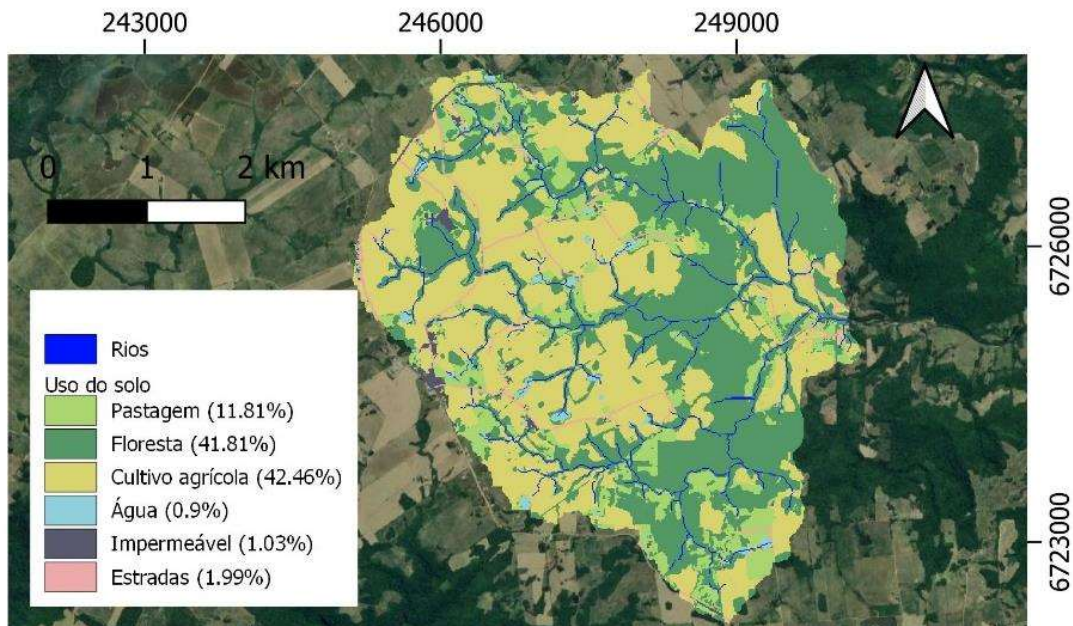 243000 246000 249000
0 1 2 km
6726000
Rios
Uso do solo
Pastagem (11.81%)
Floresta (41.81%)
Cultivo agrícola (42.46%)
Água (0.9%)
Impermeável (1.03%)
Estradas (1.99%)
6723000